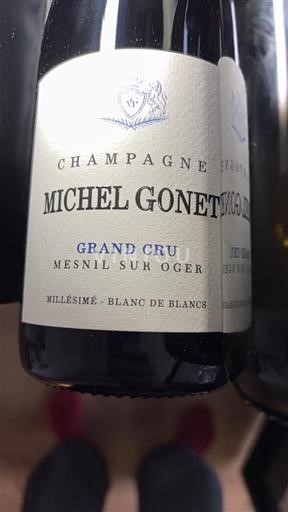 CHAMPAGNE
MICHEL GONET
GRAND CRU
MESNIL SUR OGER
MILLÉSIMÉ - BLANC DE BLANCS